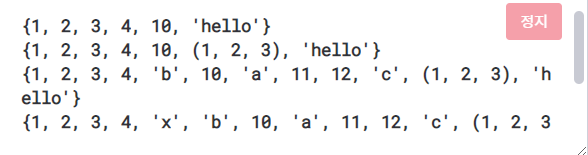 정지
{1, 2, 3, 4, 10, 'hello'}
{1, 2, 3, 4, 10, (1, 2, 3), 'hello'}
{1, 2, 3, 4, 'b', 10, 'a', 11, 12, 'c', (1, 2, 3), 'h
ello'}
{1, 2, 3, 4, 'x', 'b', 10, 'a', 11, 12, 'c', (1, 2, 3